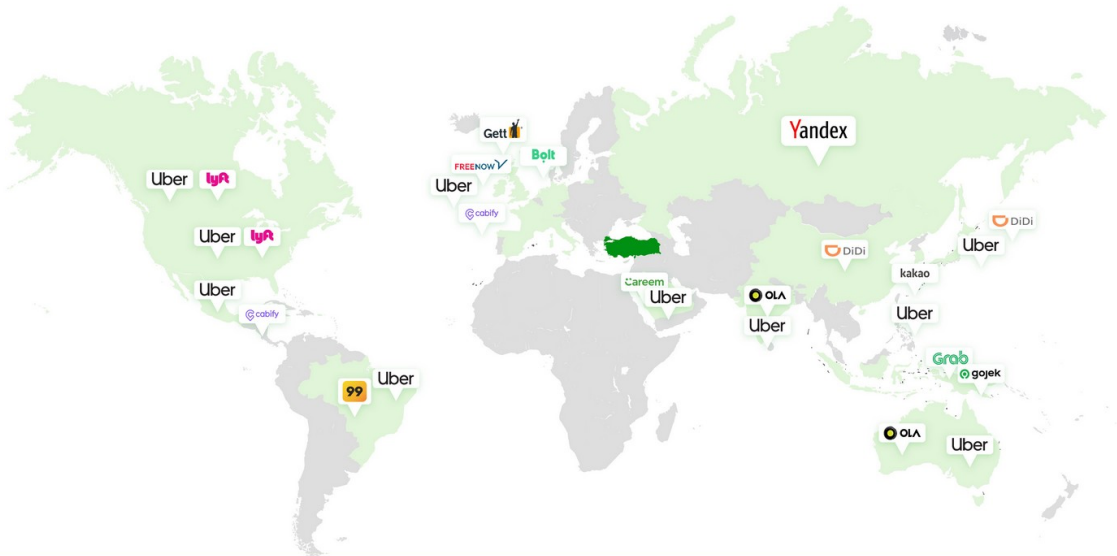 Gett
Yandex
FREENOW
Bolt
Uber
lyft
Uber
cabify
DiDi
Uber
lyft
DiDi
Uber
kakao
Careem
Uber
OLA
Uber
cabify
Uber
Uber
Grab
gojek
99
Uber
OLA
Uber